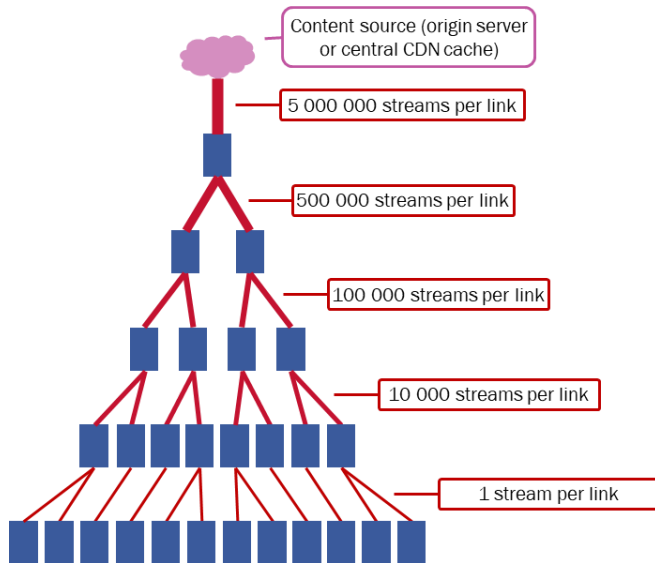 Content source (origin server
or central CDN cache)
5 000 000 streams per link
500 000 streams per link
100 000 streams per link
10 000 streams per link
1 stream per link